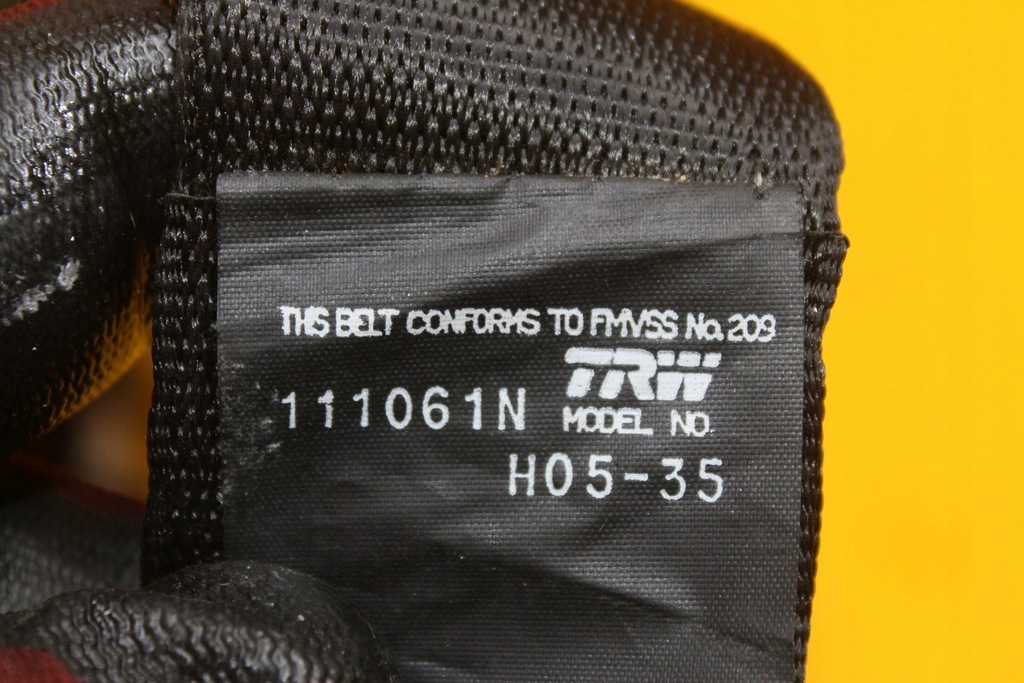 THIS BELT CONFORMS TO FMVSS No. 209
TRW
111061N
MODEL NO.
H05-35